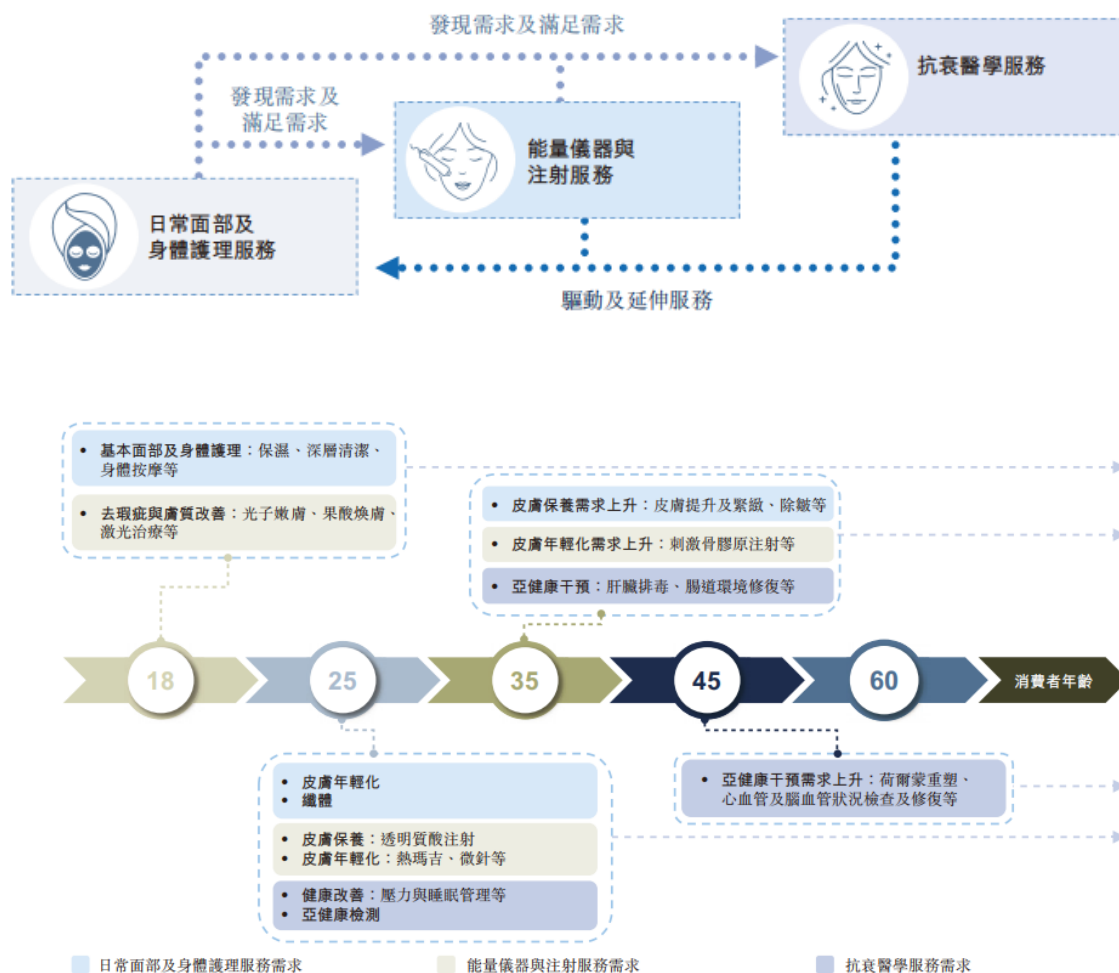 發現需求及滿足需求
抗衰醫學服務
發現需求及
滿足需求
能量儀器與
注射服務
日常面部及
身體護理服務
驅動及延伸服務
• 基本面部及身體護理：保濕、深層清潔、
身體按摩等
• 去瑕疵與膚質改善：光子嫩膚、果酸煥膚、
激光治療等
• 皮膚保養需求上升：皮膚提升及緊緻、除皺等
• 皮膚年輕化需求上升：刺激骨膠原注射等
• 亞健康干預：肝臟排毒、腸道環境修復等
18
25
35
45
60
消費者年齡
• 皮膚年輕化
• 纖體
• 皮膚保養：透明質酸注射
• 皮膚年輕化：熱瑪吉、微針等
• 健康改善：壓力與睡眠管理等
• 亞健康檢測
• 亞健康干預需求上升：荷爾蒙重塑、
心血管及腦血管狀況檢查及修復等
日常面部及身體護理服務需求
能量儀器與注射服務需求
抗衰醫學服務需求